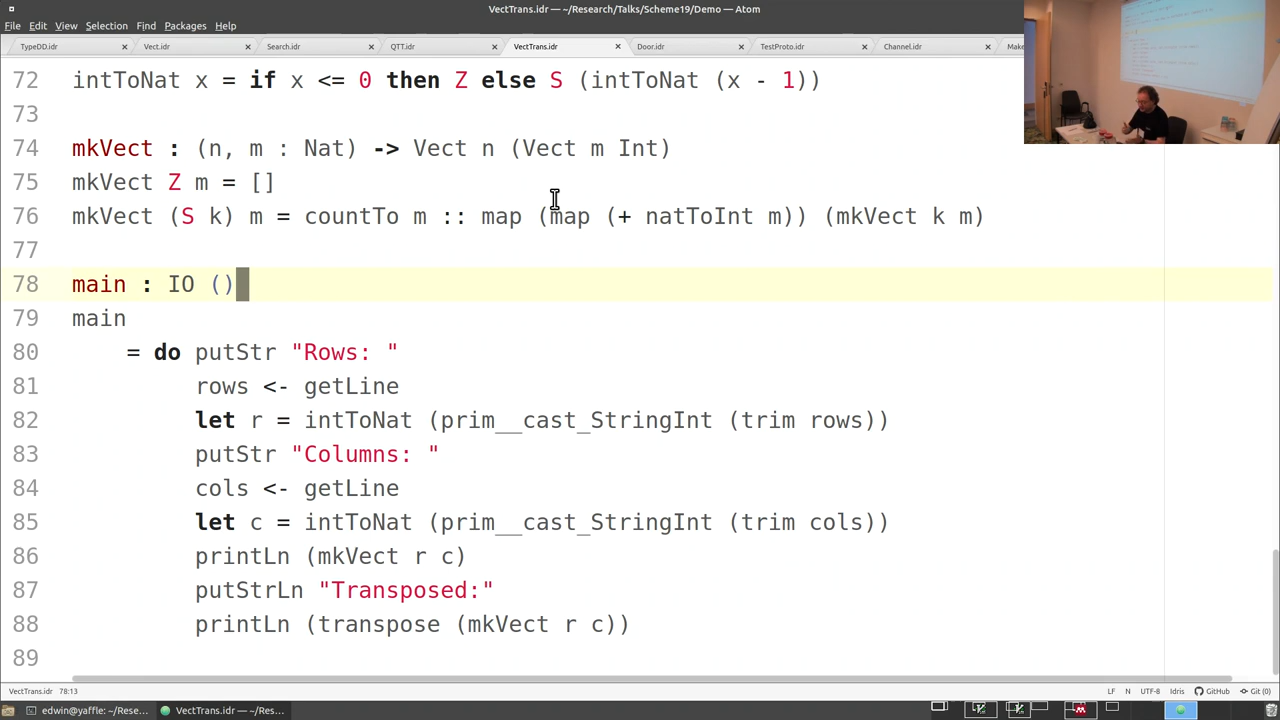 VectTrans.idr — ~/Research/Talks/Scheme19/Demo — Atom
File Edit View Undo Selection Find Packages Help
TypeDD.idr × Vect.idr × Search.idr × QTT.idr × VectTrans.idr × Door.idr × TestProto.idr × Channel.idr × Make
72 intToNat x = if x <= 0 then Z else S (intToNat (x - 1))
73
74 mkVect : (n, m : Nat) -> Vect n (Vect m Int)
75 mkVect Z m = []
76 mkVect (S k) m = countTo m :: map (map (+ natToInt m)) (mkVect k m)
77
78 main : IO ()
79 main
80 = do putStr "Rows: "
81 rows <- getLine
82 let r = intToNat (prim__cast_StringInt (trim rows))
83 putStr "Columns: "
84 cols <- getLine
85 let c = intToNat (prim__cast_StringInt (trim cols))
86 printLn (mkVect r c)
87 putStrLn "Transposed:"
88 printLn (transpose (mkVect r c))
89
VectTrans.idr 78:13 LF N UTF-8 Idris GitHub Git (0)
edwin@yaffle: ~/Rese... VectTrans.idr — ~/Res...